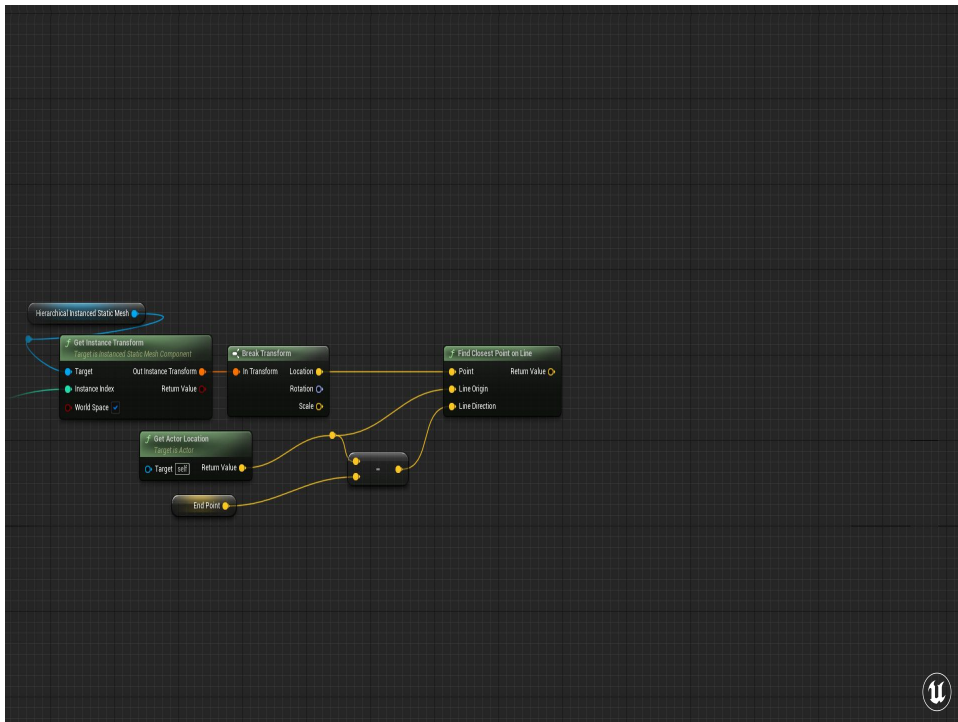 Hierarchical Instanced Static Mesh
Get Instance Transform
Target is Instanced Static Mesh Component
Target
Out Instance Transform
Instance Index
Return Value
World Space
Break Transform
In Transform
Location
Rotation
Scale
Find Closest Point on Line
Point
Return Value
Line Origin
Line Direction
Get Actor Location
Target is Actor
Target
self
Return Value
-
End Point